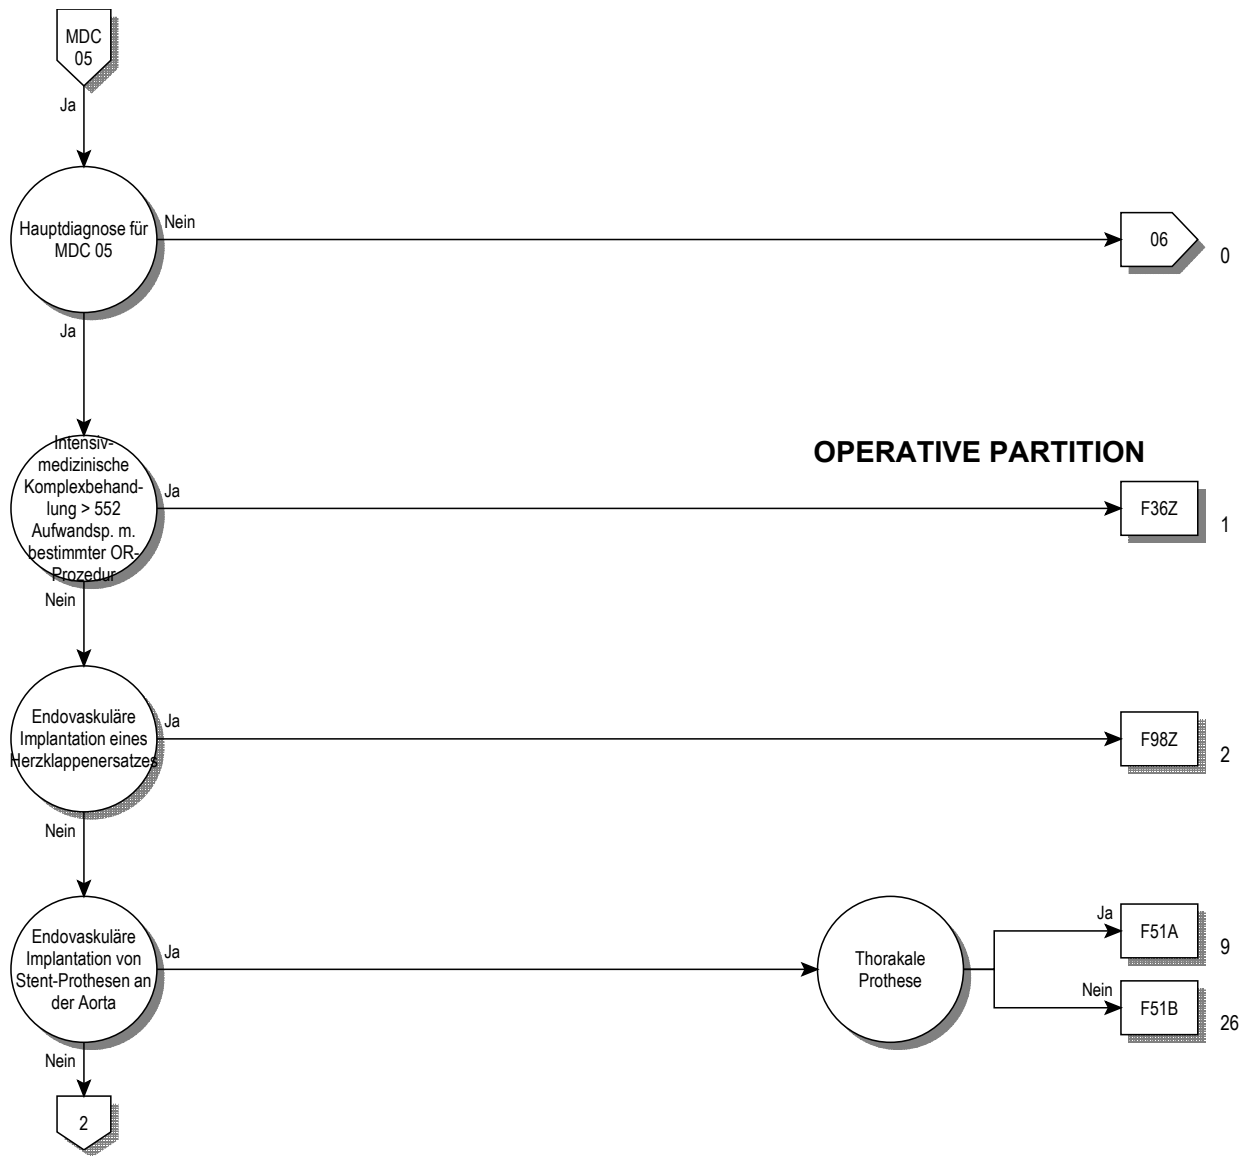 MDC
05
Ja
Hauptdiagnose für
MDC 05
Nein
06
0
Ja
OPERATIVE PARTITION
Intensiv-
medizinische
Komplexbehand-
lung > 552
Aufwandsp. m.
bestimmter OR-
Prozedur
Ja
F36Z
1
Nein
Endovaskuläre
Implantation eines
Herzklappenersatzes
Ja
F98Z
2
Nein
Endovaskuläre
Implantation von
Stent-Prothesen an
der Aorta
Ja
Thorakale
Prothese
Ja
F51A
9
Nein
F51B
26
Nein
2